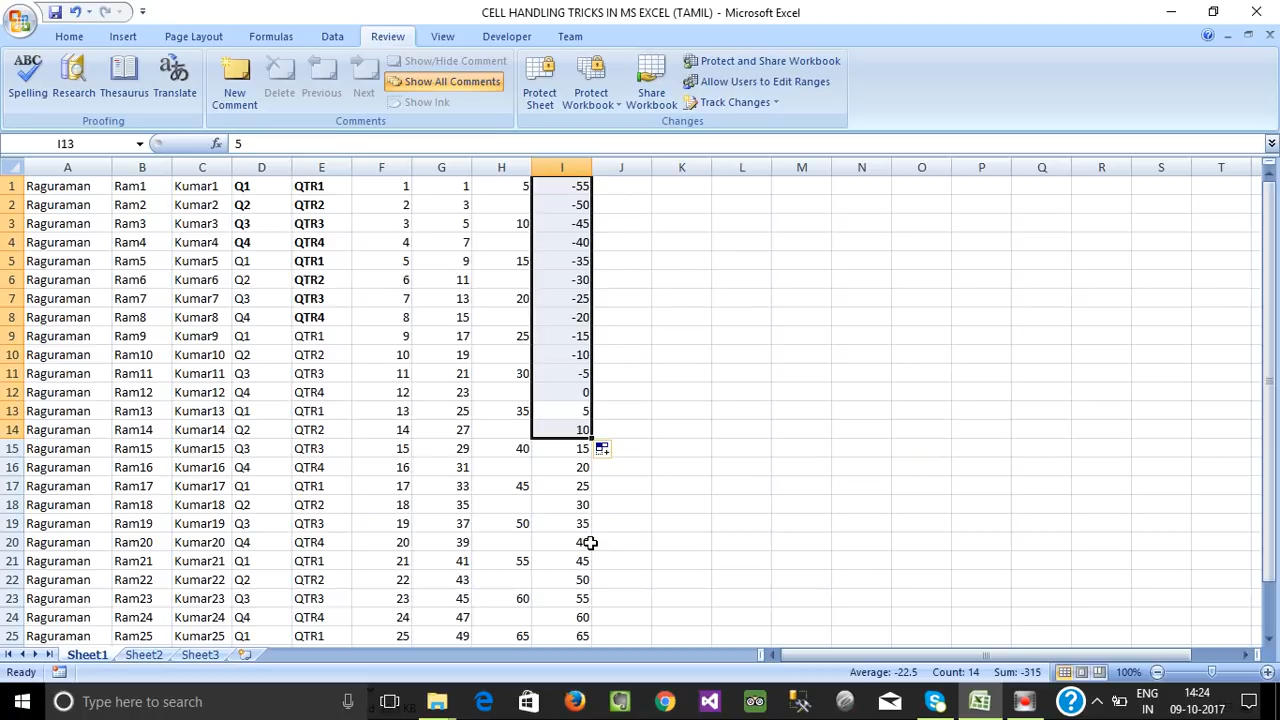 CELL HANDLING TRICKS IN MS EXCEL (TAMIL) - Microsoft Excel
Home Insert Page Layout Formulas Data Review View Developer Team
ABC Spelling Research Thesaurus Translate
Proofing
New Comment Delete Previous Next
Show/Hide Comment
Show All Comments
Show Ink
Comments
Protect Sheet Protect Workbook Share Workbook
Protect and Share Workbook
Allow Users to Edit Ranges
Track Changes
Changes
I13 fx 5
A B C D E F G H I J K L M N O P Q R S T
1 Raguraman Ram1 Kumar1 Q1 QTR1 1 1 5 -55
2 Raguraman Ram2 Kumar2 Q2 QTR2 2 3 -50
3 Raguraman Ram3 Kumar3 Q3 QTR3 3 5 10 -45
4 Raguraman Ram4 Kumar4 Q4 QTR4 4 7 -40
5 Raguraman Ram5 Kumar5 Q1 QTR1 5 9 15 -35
6 Raguraman Ram6 Kumar6 Q2 QTR2 6 11 -30
7 Raguraman Ram7 Kumar7 Q3 QTR3 7 13 20 -25
8 Raguraman Ram8 Kumar8 Q4 QTR4 8 15 -20
9 Raguraman Ram9 Kumar9 Q1 QTR1 9 17 25 -15
10 Raguraman Ram10 Kumar10 Q2 QTR2 10 19 -10
11 Raguraman Ram11 Kumar11 Q3 QTR3 11 21 30 -5
12 Raguraman Ram12 Kumar12 Q4 QTR4 12 23 0
13 Raguraman Ram13 Kumar13 Q1 QTR1 13 25 35 5
14 Raguraman Ram14 Kumar14 Q2 QTR2 14 27 10
15 Raguraman Ram15 Kumar15 Q3 QTR3 15 29 40 15
16 Raguraman Ram16 Kumar16 Q4 QTR4 16 31 20
17 Raguraman Ram17 Kumar17 Q1 QTR1 17 33 45 25
18 Raguraman Ram18 Kumar18 Q2 QTR2 18 35 30
19 Raguraman Ram19 Kumar19 Q3 QTR3 19 37 50 35
20 Raguraman Ram20 Kumar20 Q4 QTR4 20 39 40
21 Raguraman Ram21 Kumar21 Q1 QTR1 21 41 55 45
22 Raguraman Ram22 Kumar22 Q2 QTR2 22 43 50
23 Raguraman Ram23 Kumar23 Q3 QTR3 23 45 60 55
24 Raguraman Ram24 Kumar24 Q4 QTR4 24 47 60
25 Raguraman Ram25 Kumar25 Q1 QTR1 25 49 65 65
Sheet1 Sheet2 Sheet3
Ready Average: -22.5 Count: 14 Sum: -315 100%
Type here to search ENG 14:24
IN 09-10-2017